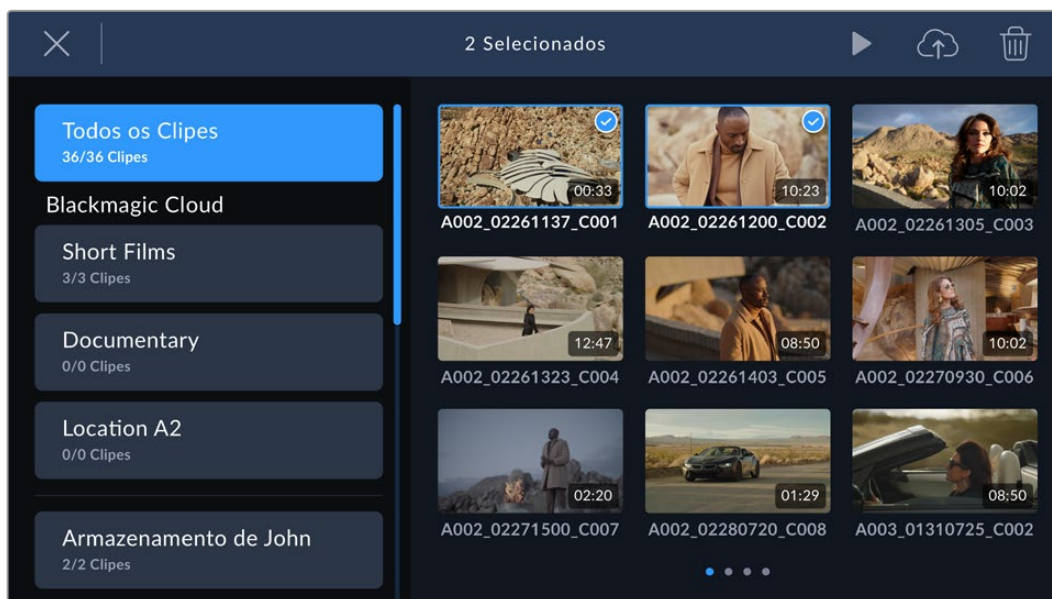 2 Selecionados
Todos os Clipes
36/36 Clipes
Blackmagic Cloud
Short Films
3/3 Clipes
Documentary
0/0 Clipes
Location A2
0/0 Clipes
Armazenamento de John
2/2 Clipes
00:33
10:23
10:02
A002_02261137_C001
A002_02261200_C002
A002_02261305_C003
12:47
08:50
10:02
A002_02261323_C004
A002_02261403_C005
A002_02270930_C006
02:20
01:29
08:50
A002_02271500_C007
A002_02280720_C008
A003_01310725_C002